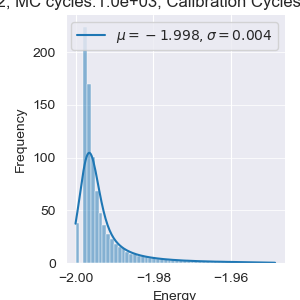 2, MC cycles:1.0e+03, Calibration Cycles
μ = −1.998, σ = 0.004
200
150
100
50
0
Frequency
−2.00 −1.98 −1.96
Energy